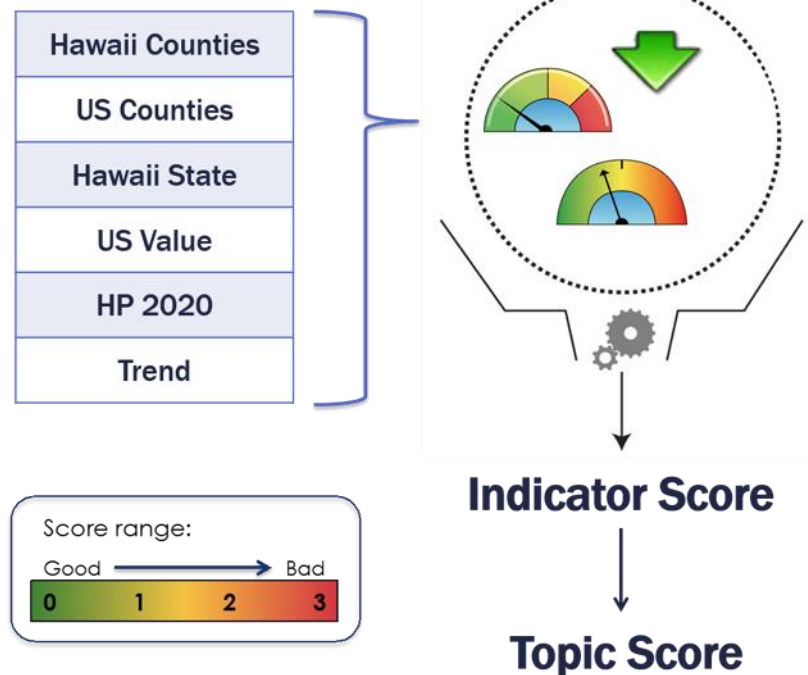 Hawaii Counties
US Counties
Hawaii State
US Value
HP 2020
Trend
Indicator Score
Topic Score
Score range:
Good Bad
0 1 2 3